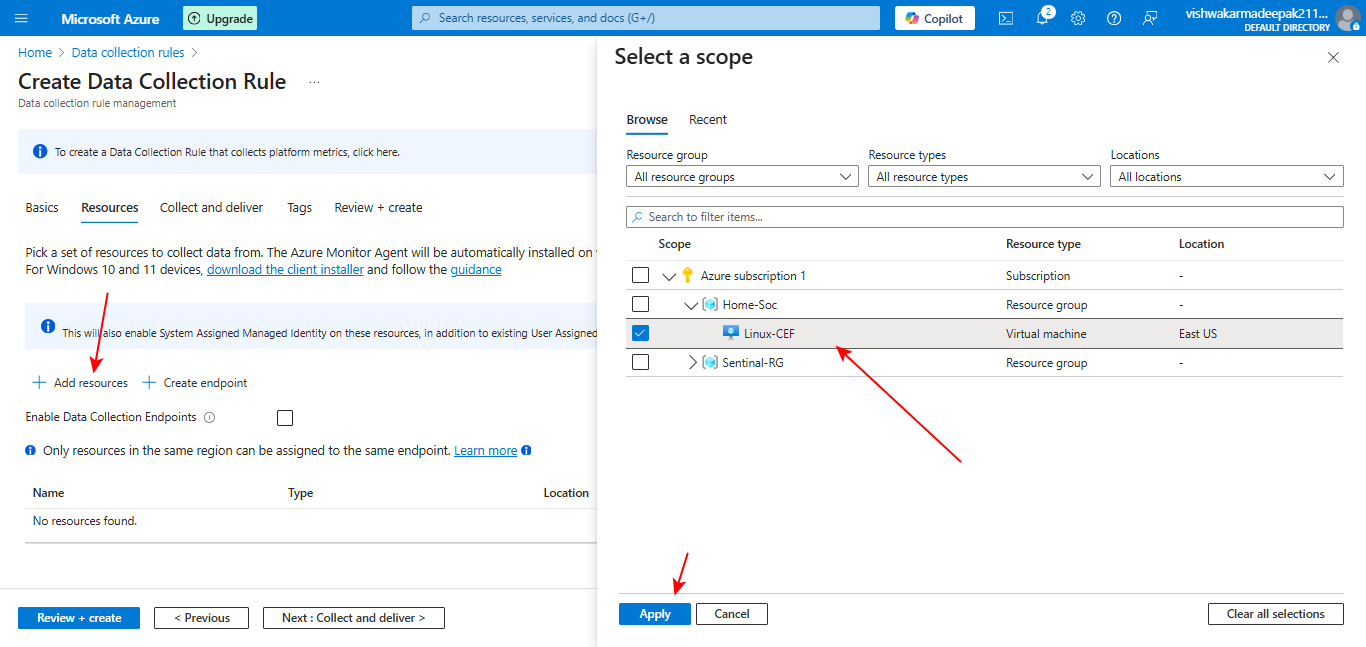 Microsoft Azure
Upgrade
Search resources, services, and docs (G+/)
Copilot
2
vishwakarmadeepak211...
DEFAULT DIRECTORY
Home > Data collection rules >
Create Data Collection Rule ...
Data collection rule management
To create a Data Collection Rule that collects platform metrics, click here.
Basics
Resources
Collect and deliver
Tags
Review + create
Pick a set of resources to collect data from. The Azure Monitor Agent will be automatically installed on
For Windows 10 and 11 devices, download the client installer and follow the guidance
This will also enable System Assigned Managed Identity on these resources, in addition to existing User Assigned
+ Add resources
+ Create endpoint
Enable Data Collection Endpoints
Only resources in the same region can be assigned to the same endpoint. Learn more
Name Type Location
No resources found.
Review + create
< Previous
Next : Collect and deliver >
Select a scope
Browse
Recent
Resource group
Resource types
Locations
All resource groups
All resource types
All locations
Search to filter items...
Scope Resource type Location
Azure subscription 1 Subscription -
Home-Soc Resource group -
Linux-CEF Virtual machine East US
Sentinal-RG Resource group -
Apply
Cancel
Clear all selections